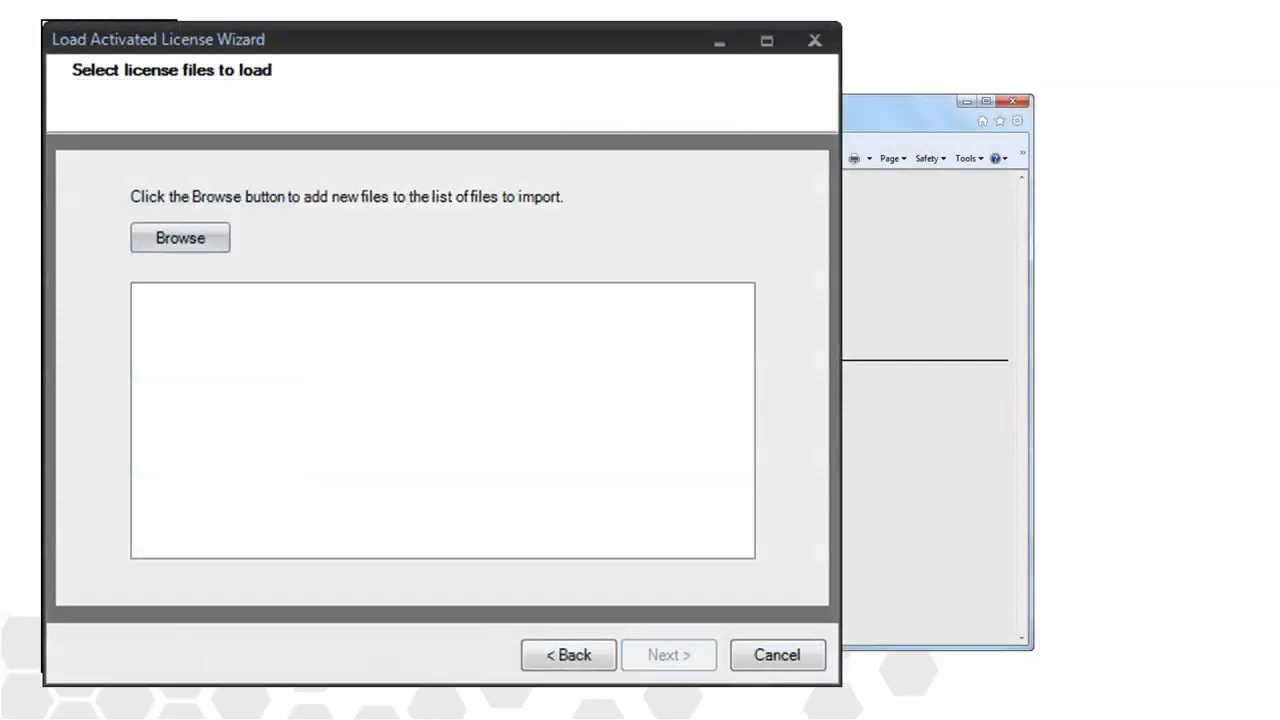 Load Activated License Wizard
Select license files to load
Page Safety Tools
Click the Browse button to add new files to the list of files to import.
Browse
< Back Next > Cancel